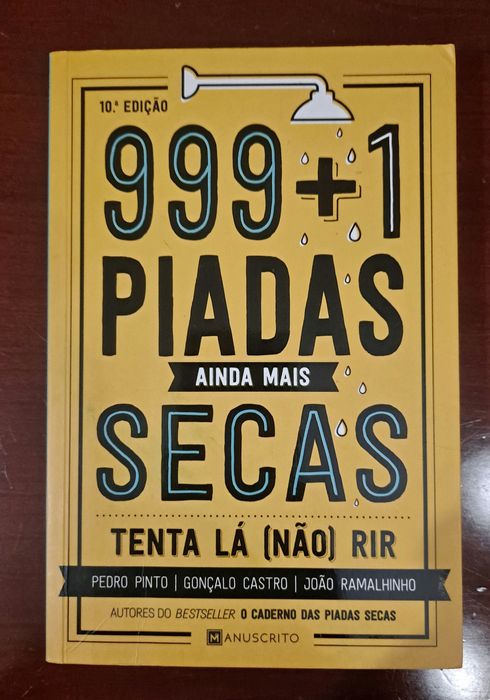 10.ª EDIÇÃO
999+1
PIADAS
AINDA MAIS
SECAS
TENTA LÁ (NÃO) RIR
PEDRO PINTO | GONÇALO CASTRO | JOÃO RAMALHINHO
AUTORES DO BESTSELLER O CADERNO DAS PIADAS SECAS
MANUSCRITO